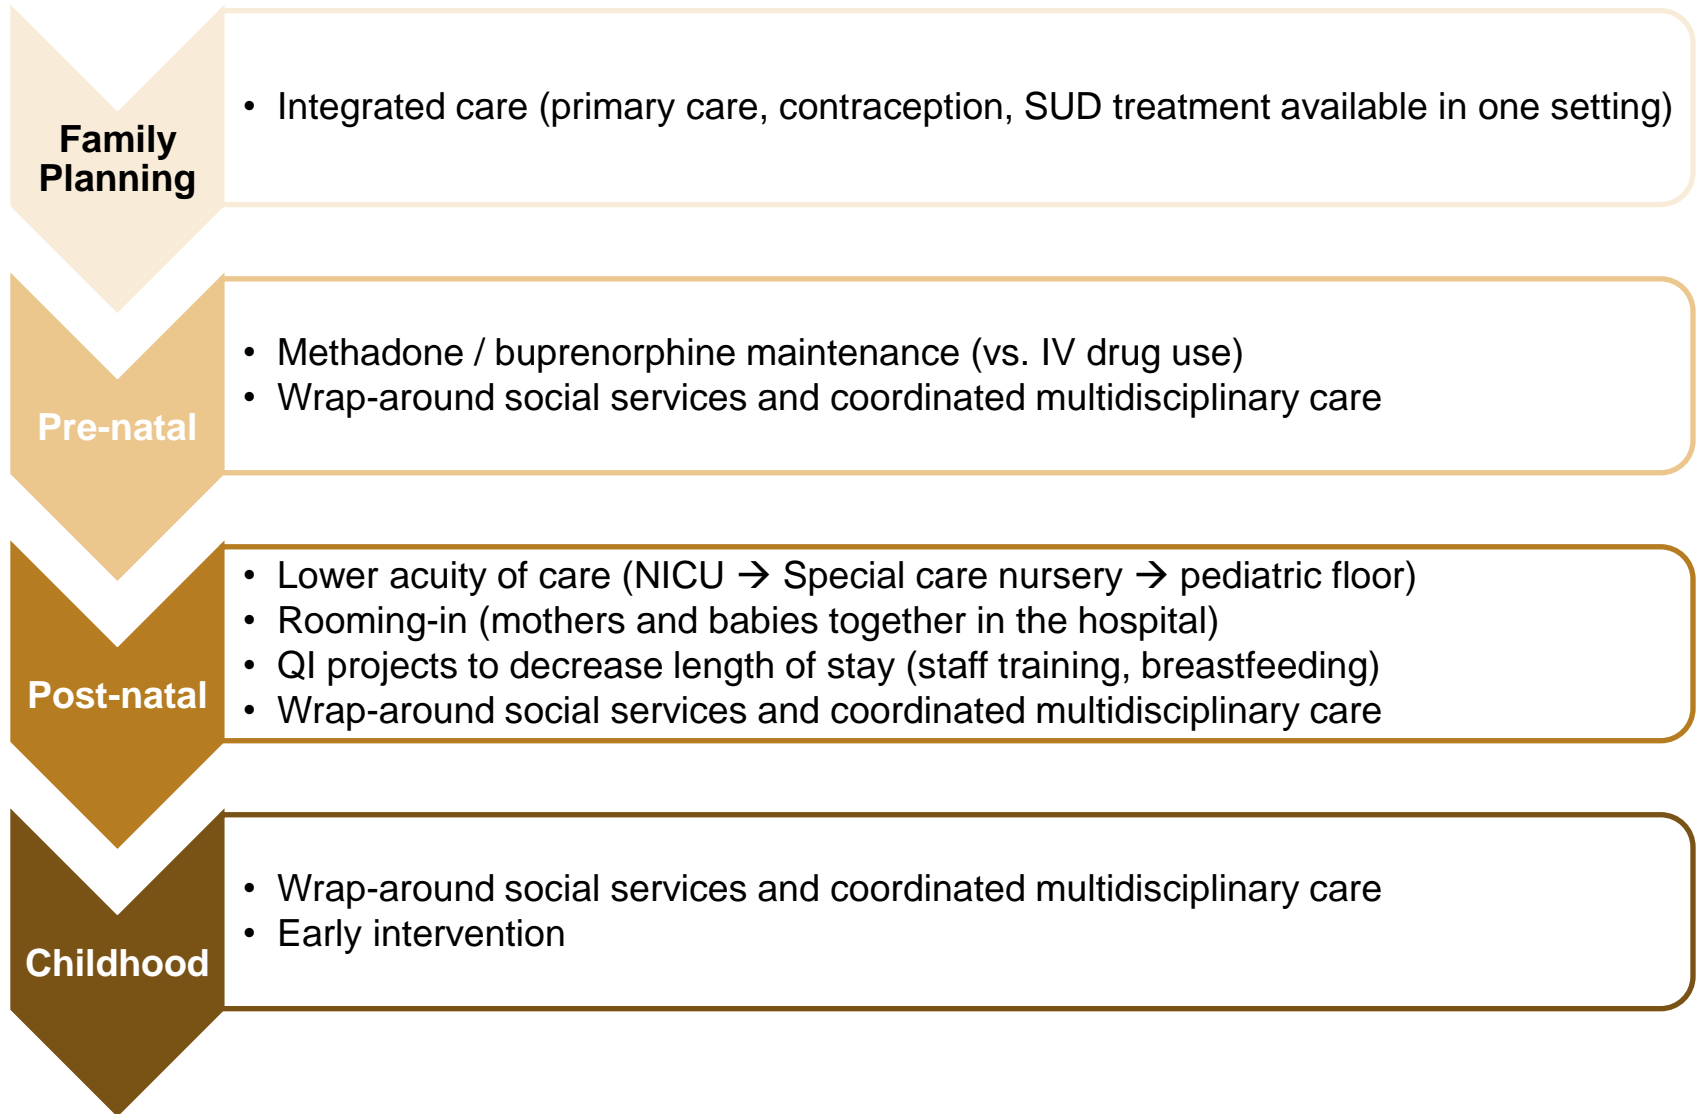 Family
Planning
• Integrated care (primary care, contraception, SUD treatment available in one setting)
Pre-natal
• Methadone / buprenorphine maintenance (vs. IV drug use)
• Wrap-around social services and coordinated multidisciplinary care
Post-natal
• Lower acuity of care (NICU → Special care nursery → pediatric floor)
• Rooming-in (mothers and babies together in the hospital)
• QI projects to decrease length of stay (staff training, breastfeeding)
• Wrap-around social services and coordinated multidisciplinary care
Childhood
• Wrap-around social services and coordinated multidisciplinary care
• Early intervention